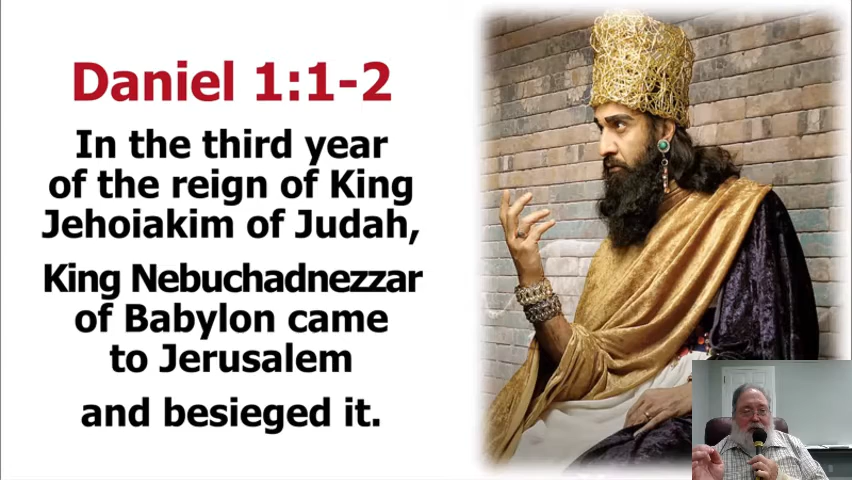 Daniel 1:1-2
In the third year
of the reign of King
Jehoiakim of Judah,
King Nebuchadnezzar
of Babylon came
to Jerusalem
and besieged it.